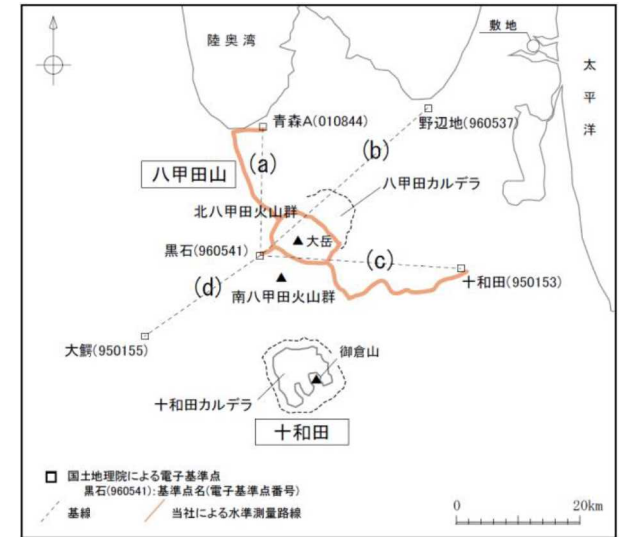 敷地
陸奥湾
太平洋
青森A(010844)
野辺地(960537)
(a)
(b)
八甲田山
八甲田カルデラ
北八甲田火山群
大岳
黒石(960541)
(c)
十和田(950153)
(d)
南八甲田火山群
大鰐(950155)
御倉山
十和田カルデラ
十和田
国土地理院による電子基準点
黒石(960541):基準点名(電子基準点番号)
基線
当社による水準測量路線
0
20km